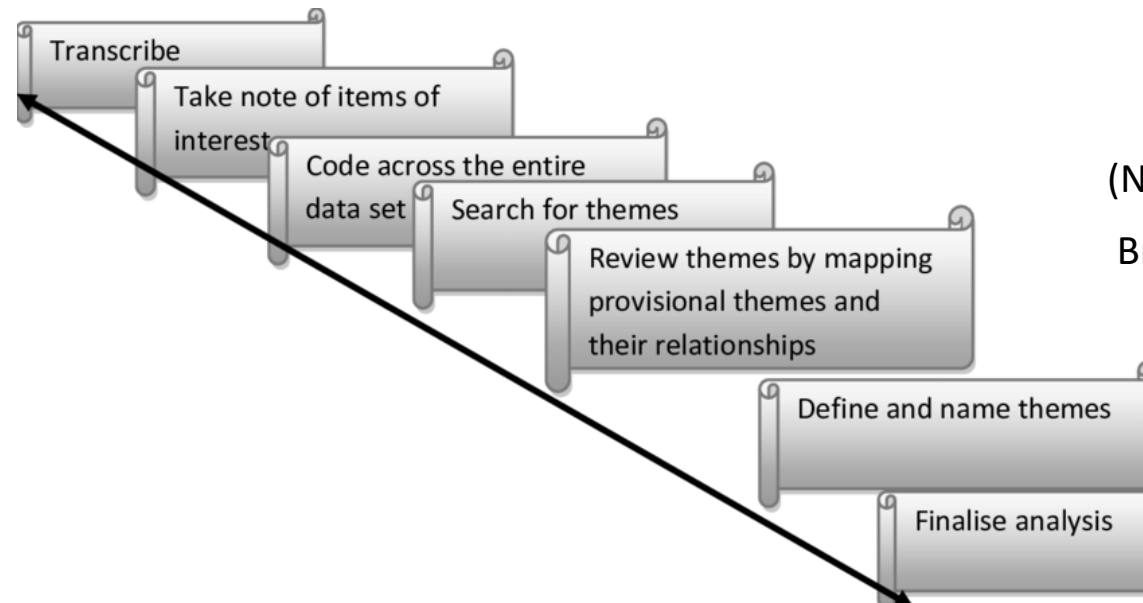 Transcribe
Take note of items of
interest
Code across the entire
data set
Search for themes
Review themes by mapping
provisional themes and
their relationships
Define and name themes
Finalise analysis